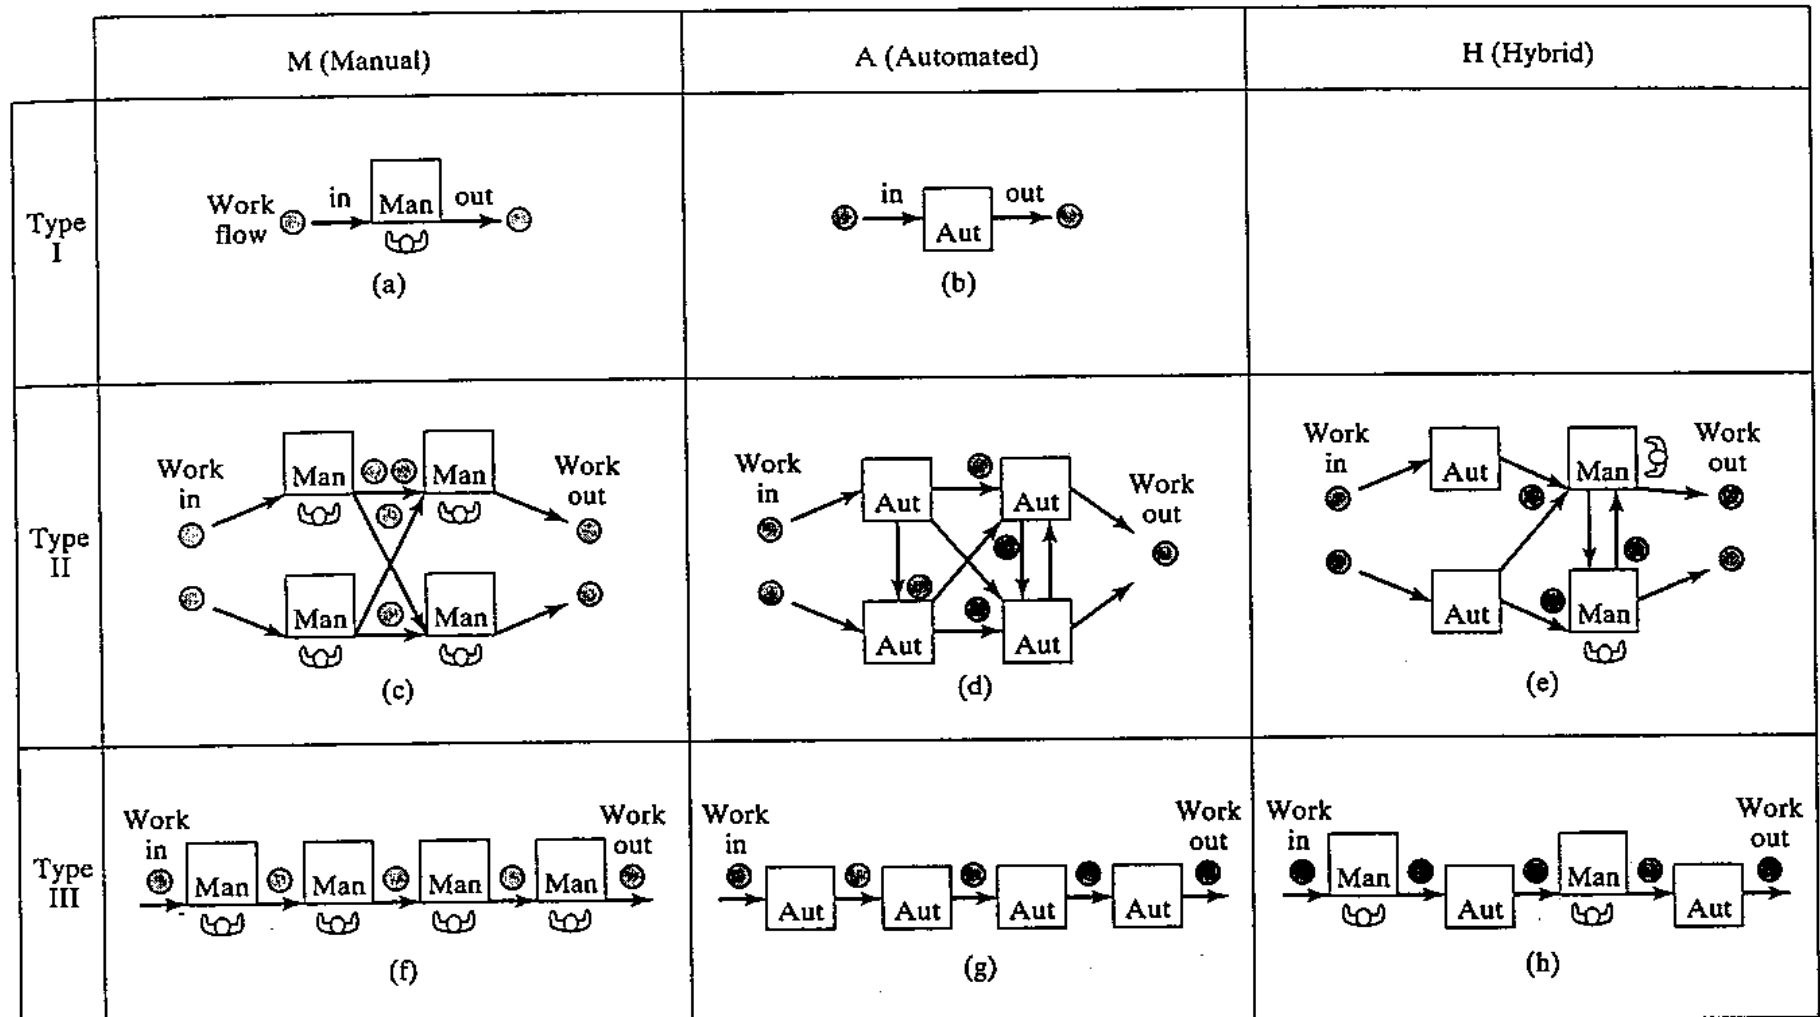 M (Manual)
A (Automated)
H (Hybrid)
Type
I
Work
flow
in
Man
out
(a)
in
Aut
out
(b)
Type
II
Work
in
Man
Man
Man
Man
Work
out
(c)
Work
in
Aut
Aut
Aut
Aut
Work
out
(d)
Work
in
Aut
Man
Aut
Man
Work
out
(e)
Type
III
Work
in
Man
Man
Man
Man
Work
out
(f)
Work
in
Aut
Aut
Aut
Aut
Work
out
(g)
Work
in
Man
Aut
Man
Aut
Work
out
(h)